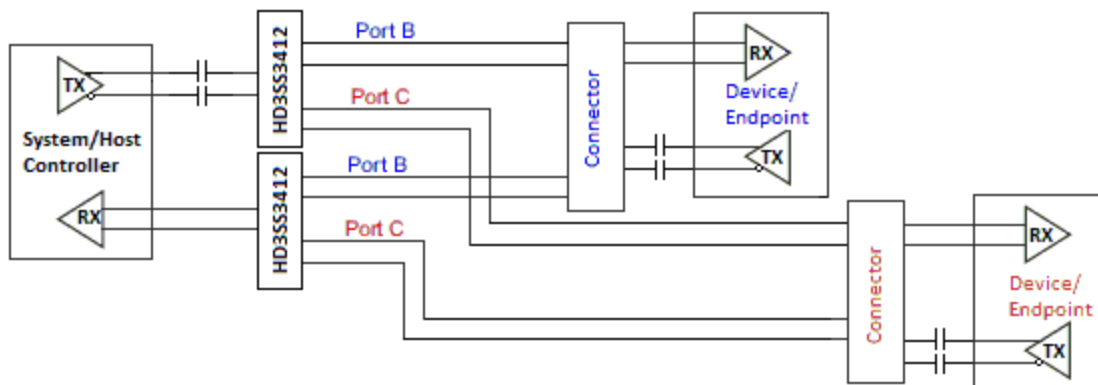 Port B
TX
HD3SS3412
Port C
System/Host
Controller
Connector
RX
Device/
Endpoint
TX
Port B
RX
HD3SS3412
Port C
Connector
RX
Device/
Endpoint
TX